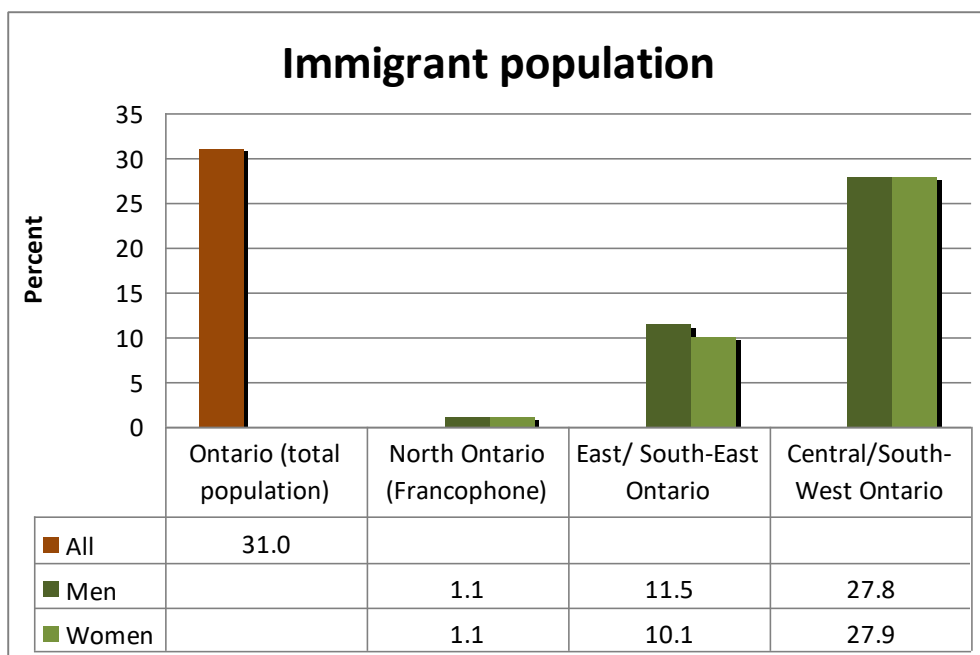 Immigrant population
Percent
35
30
25
20
15
10
5
0
Ontario (total population)
North Ontario (Francophone)
East/ South-East Ontario
Central/South-West Ontario
All 31.0
Men 1.1 11.5 27.8
Women 1.1 10.1 27.9